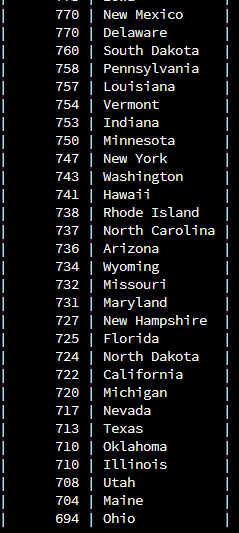 770 | New Mexico |
770 | Delaware |
760 | South Dakota |
758 | Pennsylvania |
757 | Louisiana |
754 | Vermont |
753 | Indiana |
750 | Minnesota |
747 | New York |
743 | Washington |
741 | Hawaii |
738 | Rhode Island |
737 | North Carolina |
736 | Arizona |
734 | Wyoming |
732 | Missouri |
731 | Maryland |
727 | New Hampshire |
725 | Florida |
724 | North Dakota |
722 | California |
720 | Michigan |
717 | Nevada |
713 | Texas |
710 | Oklahoma |
710 | Illinois |
708 | Utah |
704 | Maine |
694 | Ohio |